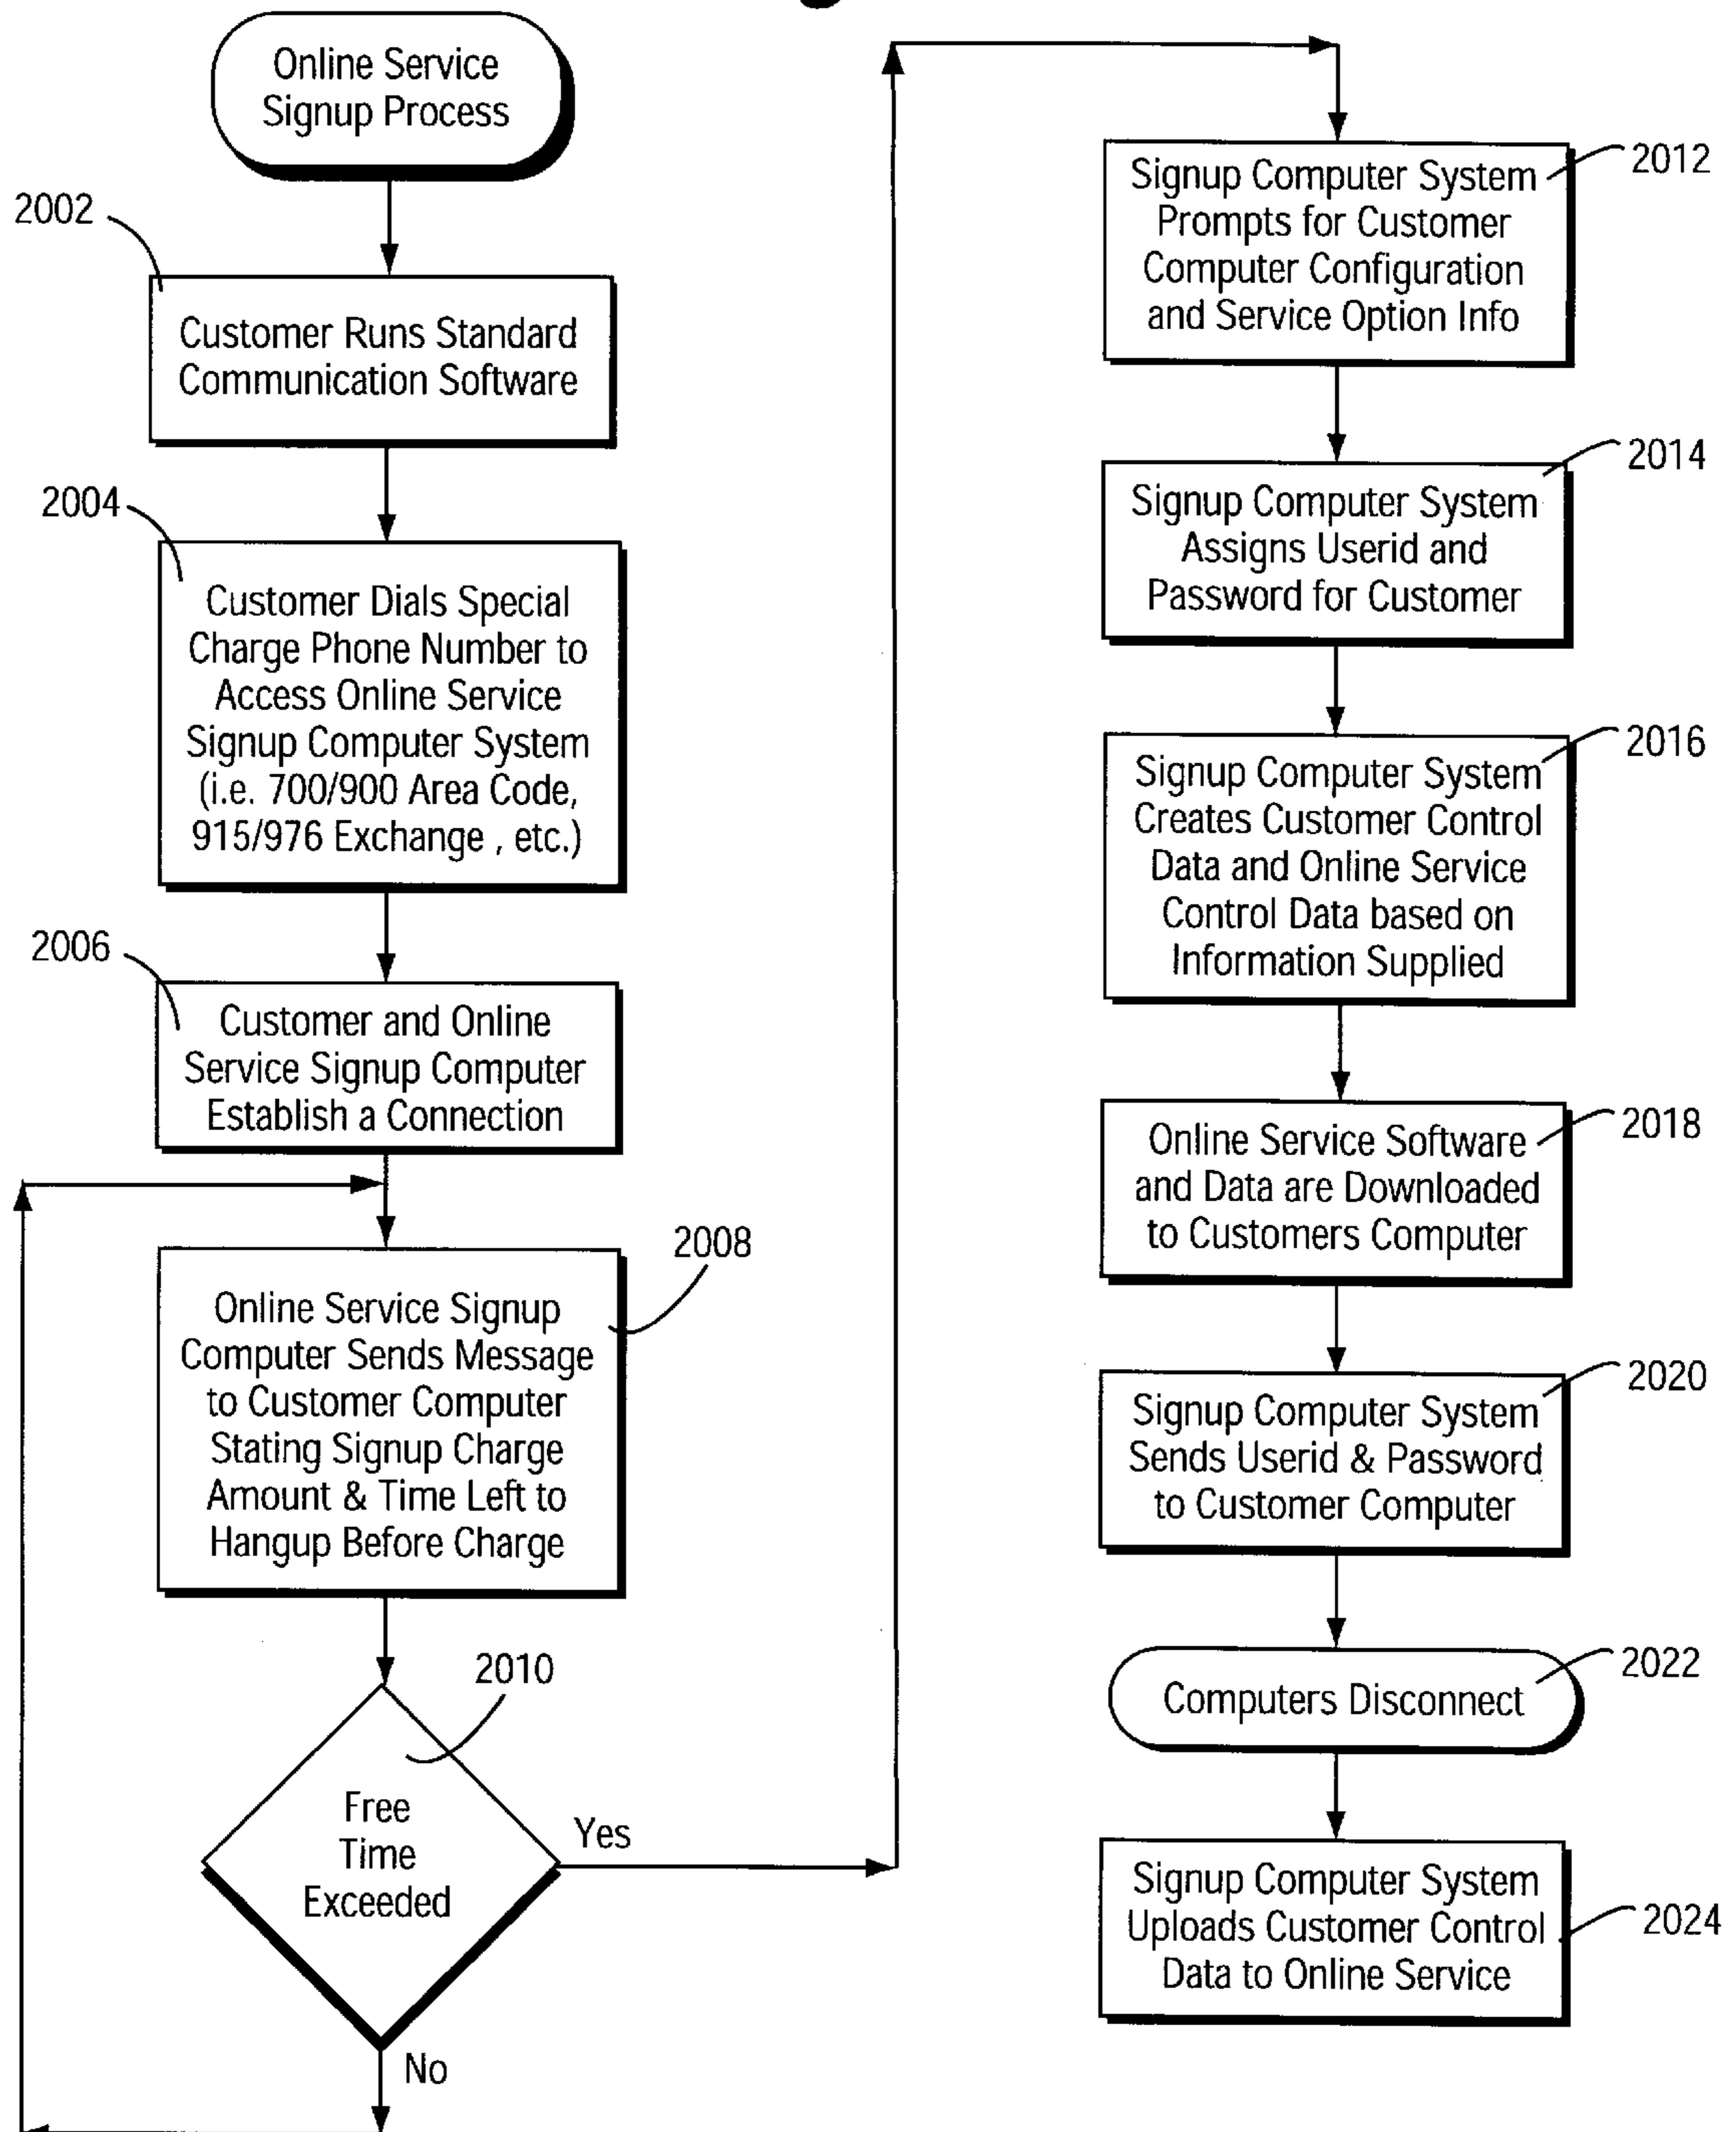 Online Service
Signup Process
2002
Customer Runs Standard
Communication Software
2004
Customer Dials Special
Charge Phone Number to
Access Online Service
Signup Computer System
(i.e. 700/900 Area Code,
915/976 Exchange , etc.)
2006
Customer and Online
Service Signup Computer
Establish a Connection
2008
Online Service Signup
Computer Sends Message
to Customer Computer
Stating Signup Charge
Amount & Time Left to
Hangup Before Charge
2010
Free
Time
Exceeded
Yes
No
2012
Signup Computer System
Prompts for Customer
Computer Configuration
and Service Option Info
2014
Signup Computer System
Assigns Userid and
Password for Customer
2016
Signup Computer System
Creates Customer Control
Data and Online Service
Control Data based on
Information Supplied
2018
Online Service Software
and Data are Downloaded
to Customers Computer
2020
Signup Computer System
Sends Userid & Password
to Customer Computer
2022
Computers Disconnect
Signup Computer System
Uploads Customer Control
Data to Online Service
2024